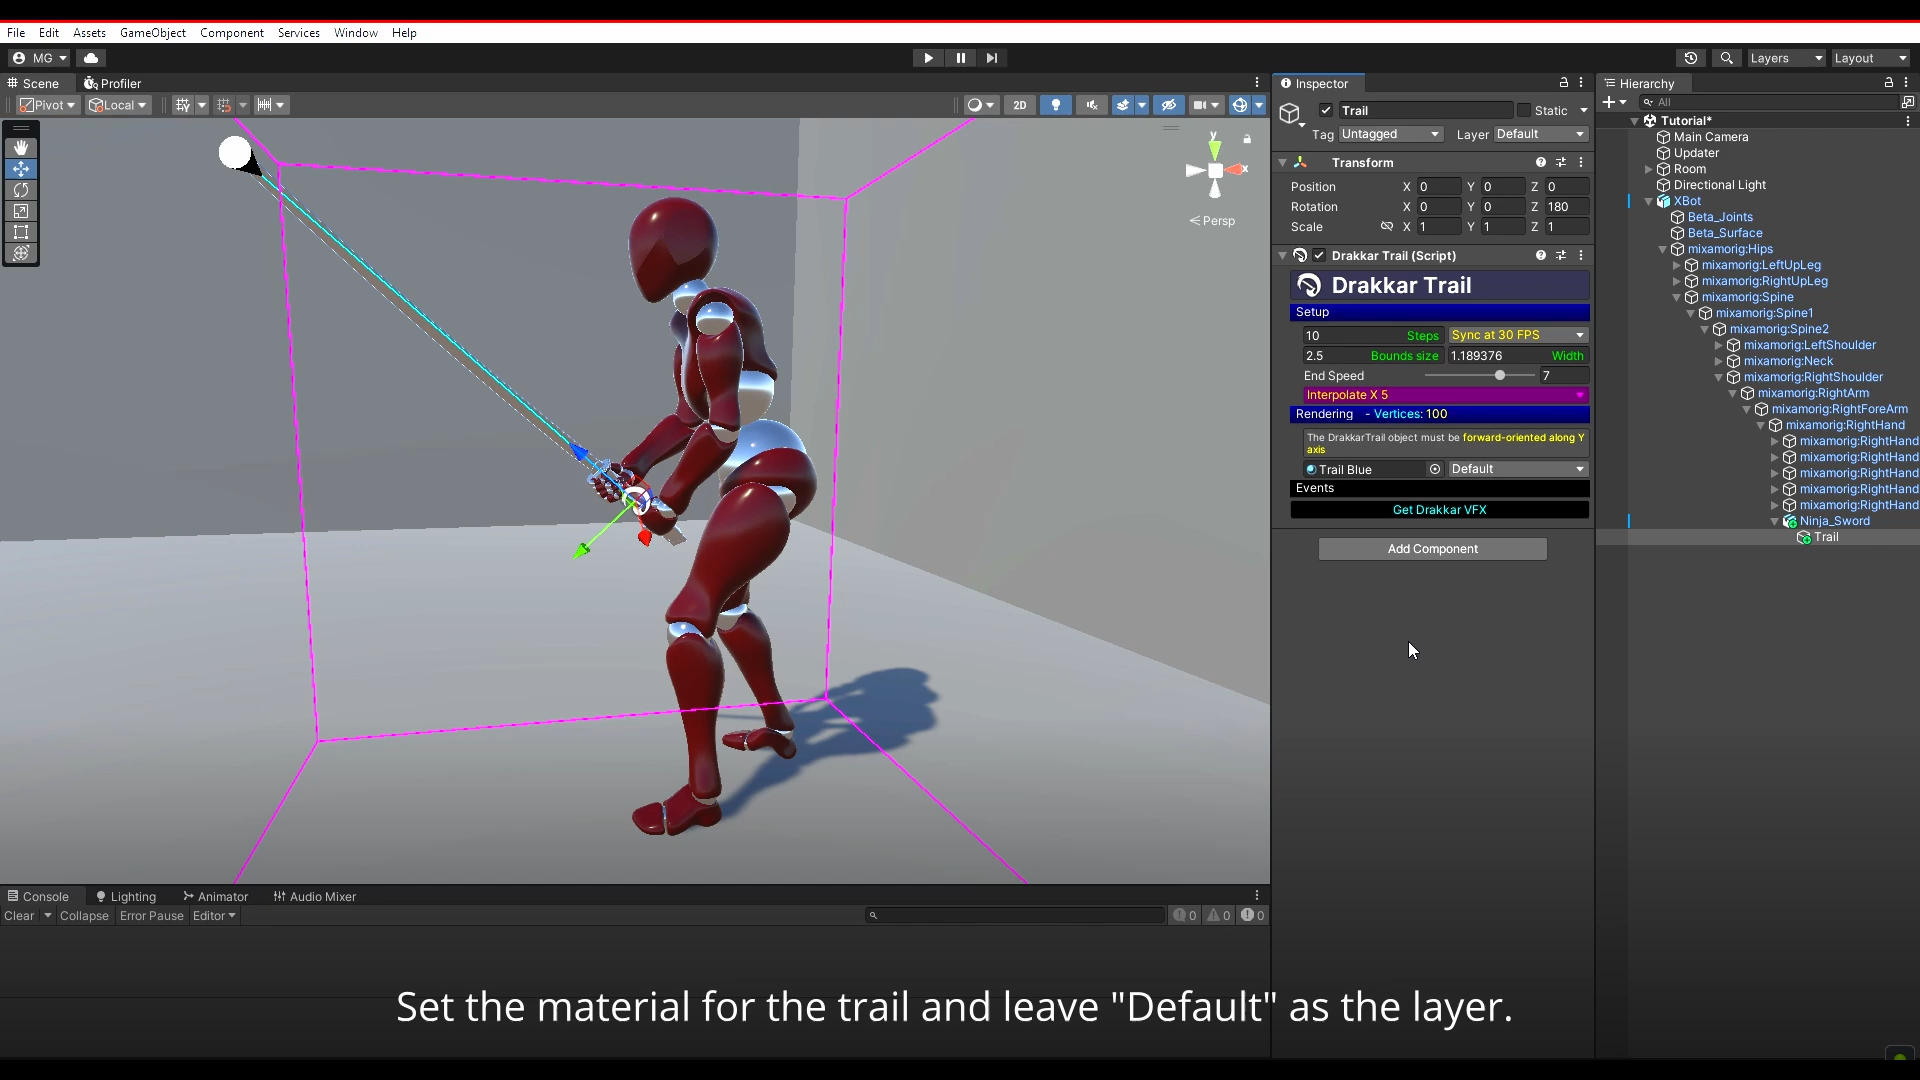 File Edit Assets GameObject Component Services Window Help
MG
Layers Layout
Scene Profiler
Pivot Local
2D
y
x
Persp
Inspector
Trail Static
Tag Untagged Layer Default
Transform
Position X 0 Y 0 Z 0
Rotation X 0 Y 0 Z 180
Scale X 1 Y 1 Z 1
Drakkar Trail (Script)
Drakkar Trail
Setup
10 Steps Sync at 30 FPS
2.5 Bounds size 1.189376 Width
End Speed 7
Interpolate X 5
Rendering - Vertices: 100
The DrakkarTrail object must be forward-oriented along Y
axis
Trail Blue Default
Events
Get Drakkar VFX
Add Component
Hierarchy
All
Tutorial*
Main Camera
Updater
Room
Directional Light
XBot
Beta_Joints
Beta_Surface
mixamorig:Hips
mixamorig:LeftUpLeg
mixamorig:RightUpLeg
mixamorig:Spine
mixamorig:Spine1
mixamorig:Spine2
mixamorig:LeftShoulder
mixamorig:Neck
mixamorig:RightShoulder
mixamorig:RightArm
mixamorig:RightForeArm
mixamorig:RightHand
mixamorig:RightHand
mixamorig:RightHand
mixamorig:RightHand
mixamorig:RightHand
mixamorig:RightHand
Ninja_Sword
Trail
Console Lighting Animator Audio Mixer
Clear Collapse Error Pause Editor 0 0 0
Set the material for the trail and leave "Default" as the layer.